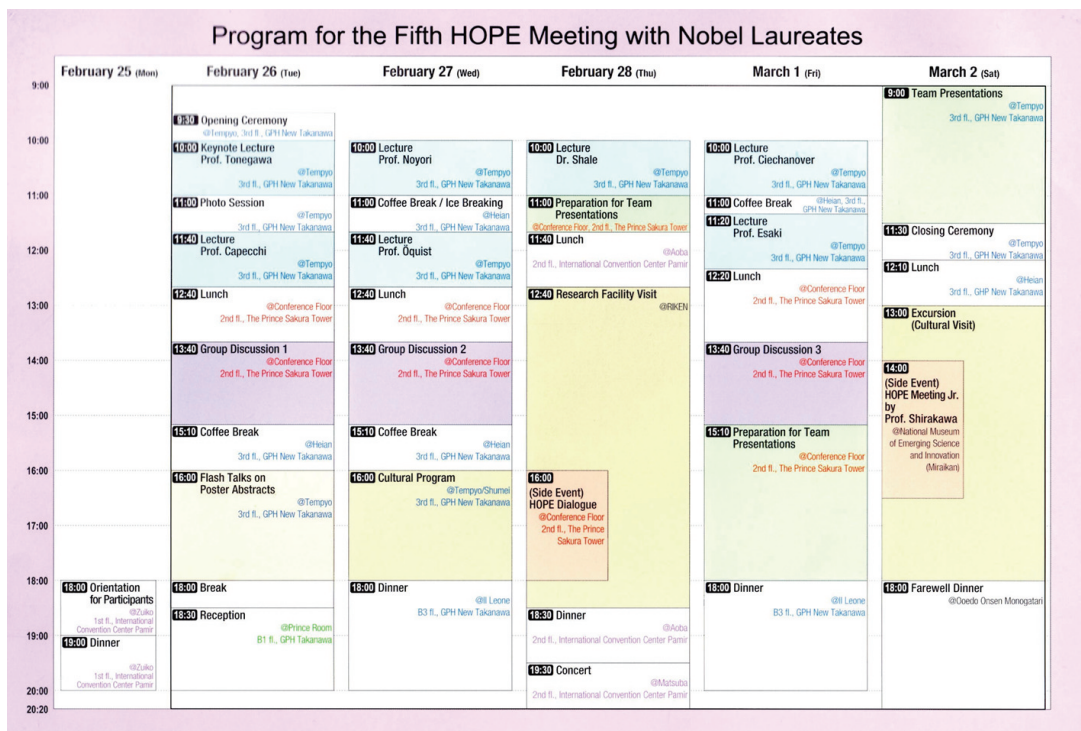 Program for the Fifth HOPE Meeting with Nobel Laureates
February 25 (Mon)
February 26 (Tue)
February 27 (Wed)
February 28 (Thu)
March 1 (Fri)
March 2 (Sat)
9:00
10:00
11:00
12:00
13:00
14:00
15:00
16:00
17:00
18:00
19:00
20:00
20:20
18:00 Orientation
for Participants
@Zuiko
1st fl., International
Convention Center Pamir
19:00 Dinner
@Zuiko
1st fl., International
Convention Center Pamir
9:30 Opening Ceremony
@Tempyo, 3rd fl., GPH New Takanawa
10:00 Keynote Lecture
Prof. Tonegawa
@Tempyo
3rd fl., GPH New Takanawa
11:00 Photo Session
@Tempyo
3rd fl., GPH New Takanawa
11:40 Lecture
Prof. Capecchi
@Tempyo
3rd fl., GPH New Takanawa
12:40 Lunch
@Conference Floor
2nd fl., The Prince Sakura Tower
13:40 Group Discussion 1
@Conference Floor
2nd fl., The Prince Sakura Tower
15:10 Coffee Break
@Heian
3rd fl., GPH New Takanawa
16:00 Flash Talks on
Poster Abstracts
@Tempyo
3rd fl., GPH New Takanawa
18:00 Break
18:30 Reception
@Prince Room
B1 fl., GPH Takanawa
10:00 Lecture
Prof. Noyori
@Tempyo
3rd fl., GPH New Takanawa
11:00 Coffee Break / Ice Breaking
@Heian
3rd fl., GPH New Takanawa
11:40 Lecture
Prof. Öquist
@Tempyo
3rd fl., GPH New Takanawa
12:40 Lunch
@Conference Floor
2nd fl., The Prince Sakura Tower
13:40 Group Discussion 2
@Conference Floor
2nd fl., The Prince Sakura Tower
15:10 Coffee Break
@Heian
3rd fl., GPH New Takanawa
16:00 Cultural Program
@Tempyo/Shumei
3rd fl., GPH New Takanawa
18:00 Dinner
@Il Leone
B3 fl., GPH New Takanawa
10:00 Lecture
Dr. Shale
@Tempyo
3rd fl., GPH New Takanawa
11:00 Preparation for Team
Presentations
@Conference Floor, 2nd fl., The Prince Sakura Tower
11:40 Lunch
@Aoba
2nd fl., International Convention Center Pamir
12:40 Research Facility Visit
@RIKEN
16:00
(Side Event)
HOPE Dialogue
@Conference Floor
2nd fl., The Prince
Sakura Tower
18:30 Dinner
@Aoba
2nd fl., International Convention Center Pamir
19:30 Concert
@Matsuba
2nd fl., International Convention Center Pamir
10:00 Lecture
Prof. Ciechanover
@Tempyo
3rd fl., GPH New Takanawa
11:00 Coffee Break @Heian, 3rd fl.,
GPH New Takanawa
11:20 Lecture
Prof. Esaki
@Tempyo
3rd fl., GPH New Takanawa
12:20 Lunch
@Conference Floor
2nd fl., The Prince Sakura Tower
13:40 Group Discussion 3
@Conference Floor
2nd fl., The Prince Sakura Tower
15:10 Preparation for Team
Presentations
@Conference Floor
2nd fl., The Prince Sakura Tower
18:00 Dinner
@Il Leone
B3 fl., GPH New Takanawa
9:00 Team Presentations
@Tempyo
3rd fl., GPH New Takanawa
11:30 Closing Ceremony
@Tempyo
3rd fl., GPH New Takanawa
12:10 Lunch
@Heian
3rd fl., GHP New Takanawa
13:00 Excursion
(Cultural Visit)
14:00
(Side Event)
HOPE Meeting Jr.
by
Prof. Shirakawa
@National Museum
of Emerging Science
and Innovation
(Miraikan)
18:00 Farewell Dinner
@Ooedo Onsen Monogatari